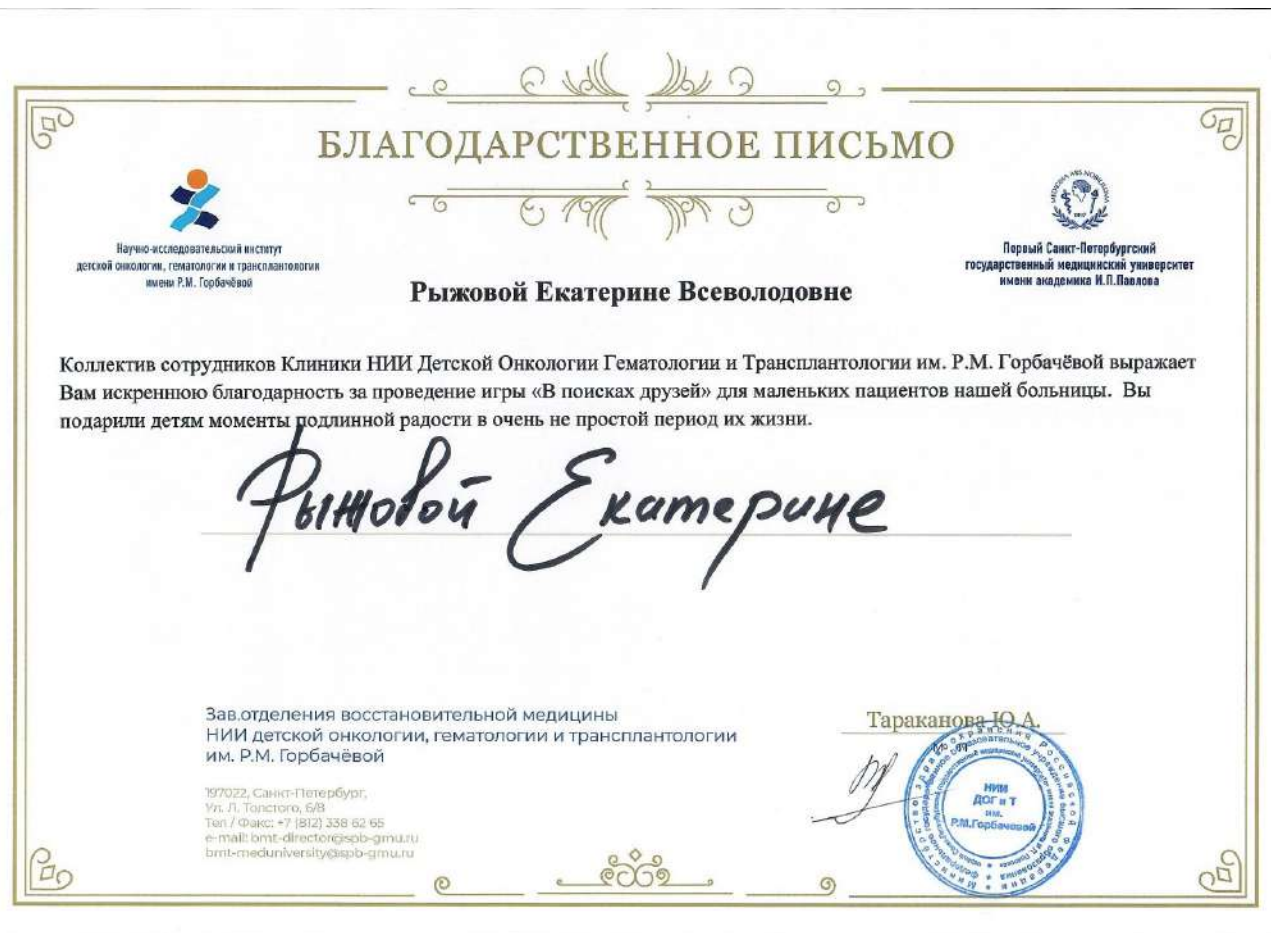 БЛАГОДАРСТВЕННОЕ ПИСЬМО
Научно-исследовательский институт
детской онкологии, гематологии и трансплантологии
имени Р.М. Горбачёвой
Первый Санкт-Петербургский
государственный медицинский университет
имени академика И.П.Павлова
Рыжовой Екатерине Всеволодовне
Коллектив сотрудников Клиники НИИ Детской Онкологии Гематологии и Трансплантологии им. Р.М. Горбачёвой выражает
Вам искреннюю благодарность за проведение игры «В поисках друзей» для маленьких пациентов нашей больницы. Вы
подарили детям моменты подлинной радости в очень не простой период их жизни.
Рыжовой Екатерине
Зав.отделения восстановительной медицины
НИИ детской онкологии, гематологии и трансплантологии
им. Р.М. Горбачёвой
Тараканова Ю.А.
197022, Санкт-Петербург,
Ул. Л. Толстого, 6/8
Тел / Факс: +7 (812) 338 62 65
e-mail: bmt-director@spb-gmu.ru
bmt-meduniversity@spb-gmu.ru
НИИ
ДОГ и Т
им.
Р.М.Горбачевой